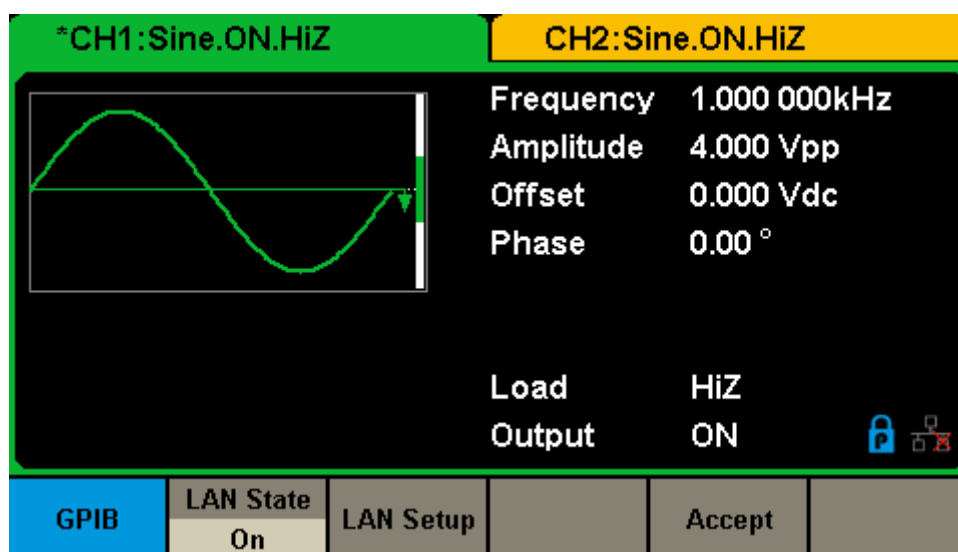 *CH1:Sine.ON.HiZ CH2:Sine.ON.HiZ
Frequency 1.000 000kHz
Amplitude 4.000 Vpp
Offset 0.000 Vdc
Phase 0.00 °
Load HiZ
Output ON P
GPIB LAN State On LAN Setup Accept